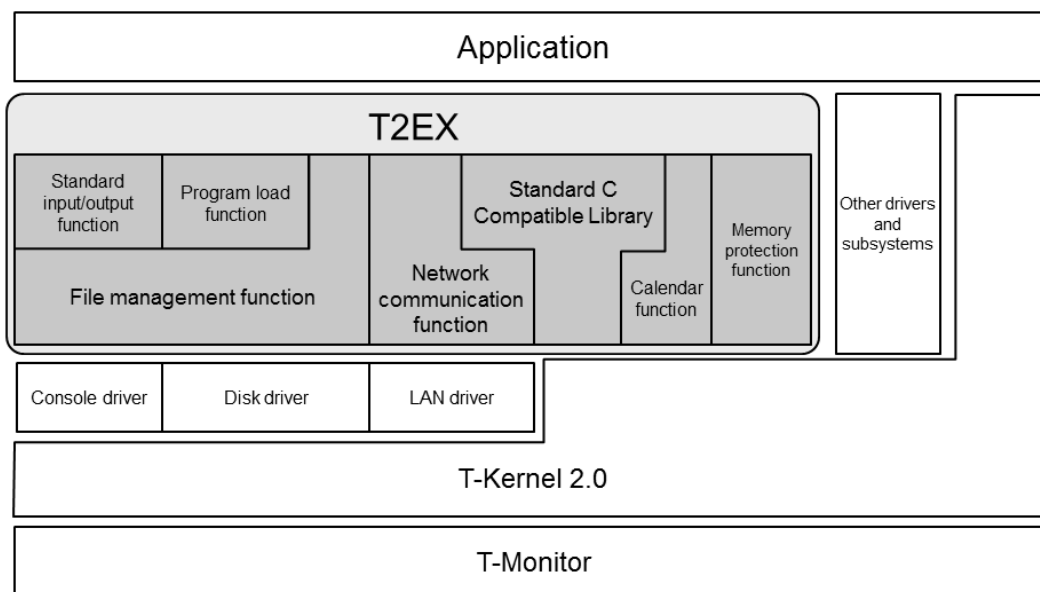 Application
T2EX
Standard
input/output
function
Program load
function
Standard C
Compatible Library
Memory
protection
function
Other drivers
and
subsystems
File management function
Network
communication
function
Calendar
function
Console driver
Disk driver
LAN driver
T-Kernel 2.0
T-Monitor